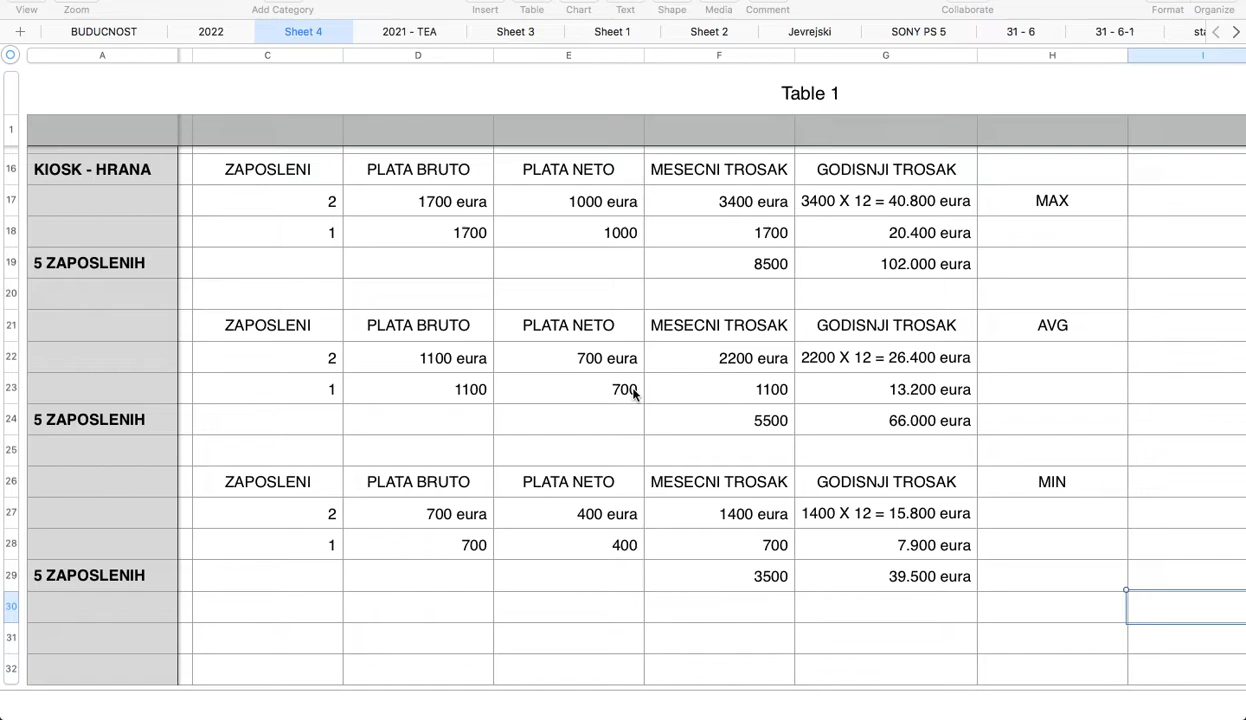 View Zoom Add Category Insert Table Chart Text Shape Media Comment Collaborate Format Organize
+ BUDUCNOST 2022 Sheet 4 2021 - TEA Sheet 3 Sheet 1 Sheet 2 Jevrejski SONY PS 5 31 - 6 31 - 6-1
A C D E F G H I
Table 1
1
16 KIOSK - HRANA ZAPOSLENI PLATA BRUTO PLATA NETO MESECNI TROSAK GODISNJI TROSAK
17 2 1700 eura 1000 eura 3400 eura 3400 X 12 = 40.800 eura MAX
18 1 1700 1000 1700 20.400 eura
19 5 ZAPOSLENIH 8500 102.000 eura
20
21 ZAPOSLENI PLATA BRUTO PLATA NETO MESECNI TROSAK GODISNJI TROSAK AVG
22 2 1100 eura 700 eura 2200 eura 2200 X 12 = 26.400 eura
23 1 1100 700 1100 13.200 eura
24 5 ZAPOSLENIH 5500 66.000 eura
25
26 ZAPOSLENI PLATA BRUTO PLATA NETO MESECNI TROSAK GODISNJI TROSAK MIN
27 2 700 eura 400 eura 1400 eura 1400 X 12 = 15.800 eura
28 1 700 400 700 7.900 eura
29 5 ZAPOSLENIH 3500 39.500 eura
30
31
32